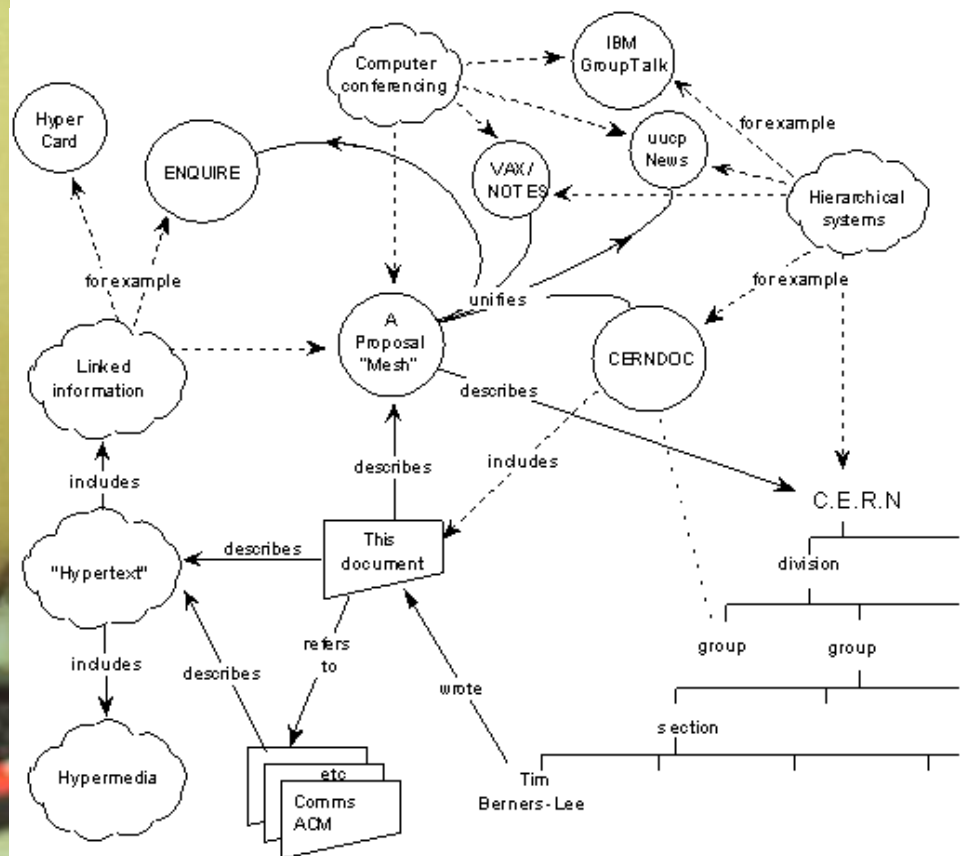 IBM
GroupTalk
Computer
conferencing
Hyper
Card
for example
uucp
News
ENQUIRE
VAX/
NOTES
Hierarchical
systems
for example
for example
unifies
A
Proposal
"Mesh"
CERNDOC
Linked
information
describes
includes
describes
includes
C.E.R.N
This
document
describes
"Hypertext"
division
refers
to
group
group
includes
describes
wrote
section
Hypermedia
etc
Comms
ACM
Tim
Berners-Lee